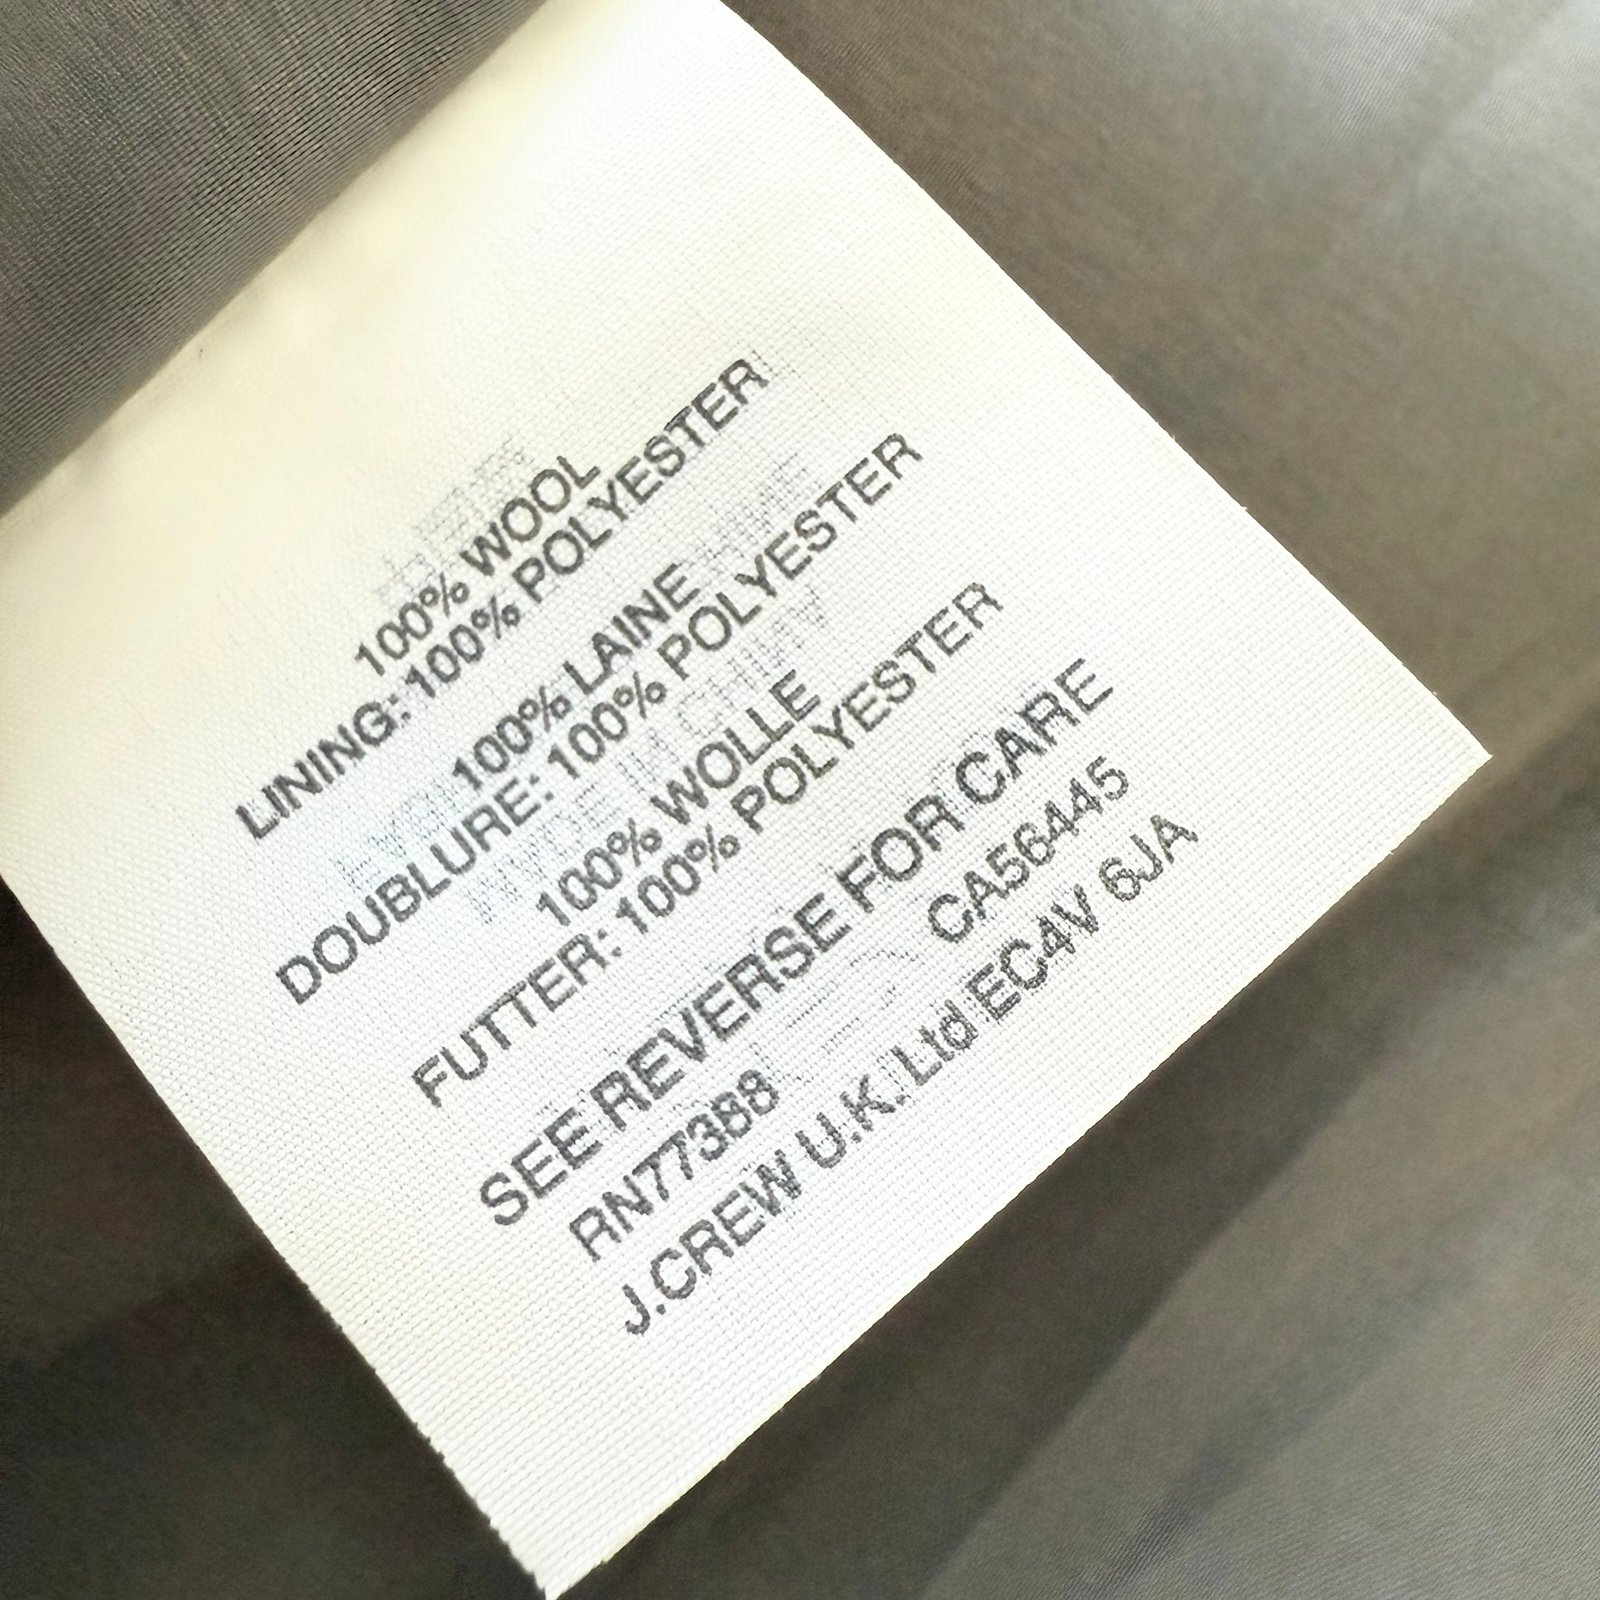 100% WOOL
LINING: 100% POLYESTER
100% LAINE
DOUBLURE: 100% POLYESTER
100% WOLLE
FUTTER: 100% POLYESTER
SEE REVERSE FOR CARE
RN77388 CA56445
J.CREW U.K. Ltd EC4V 6JA